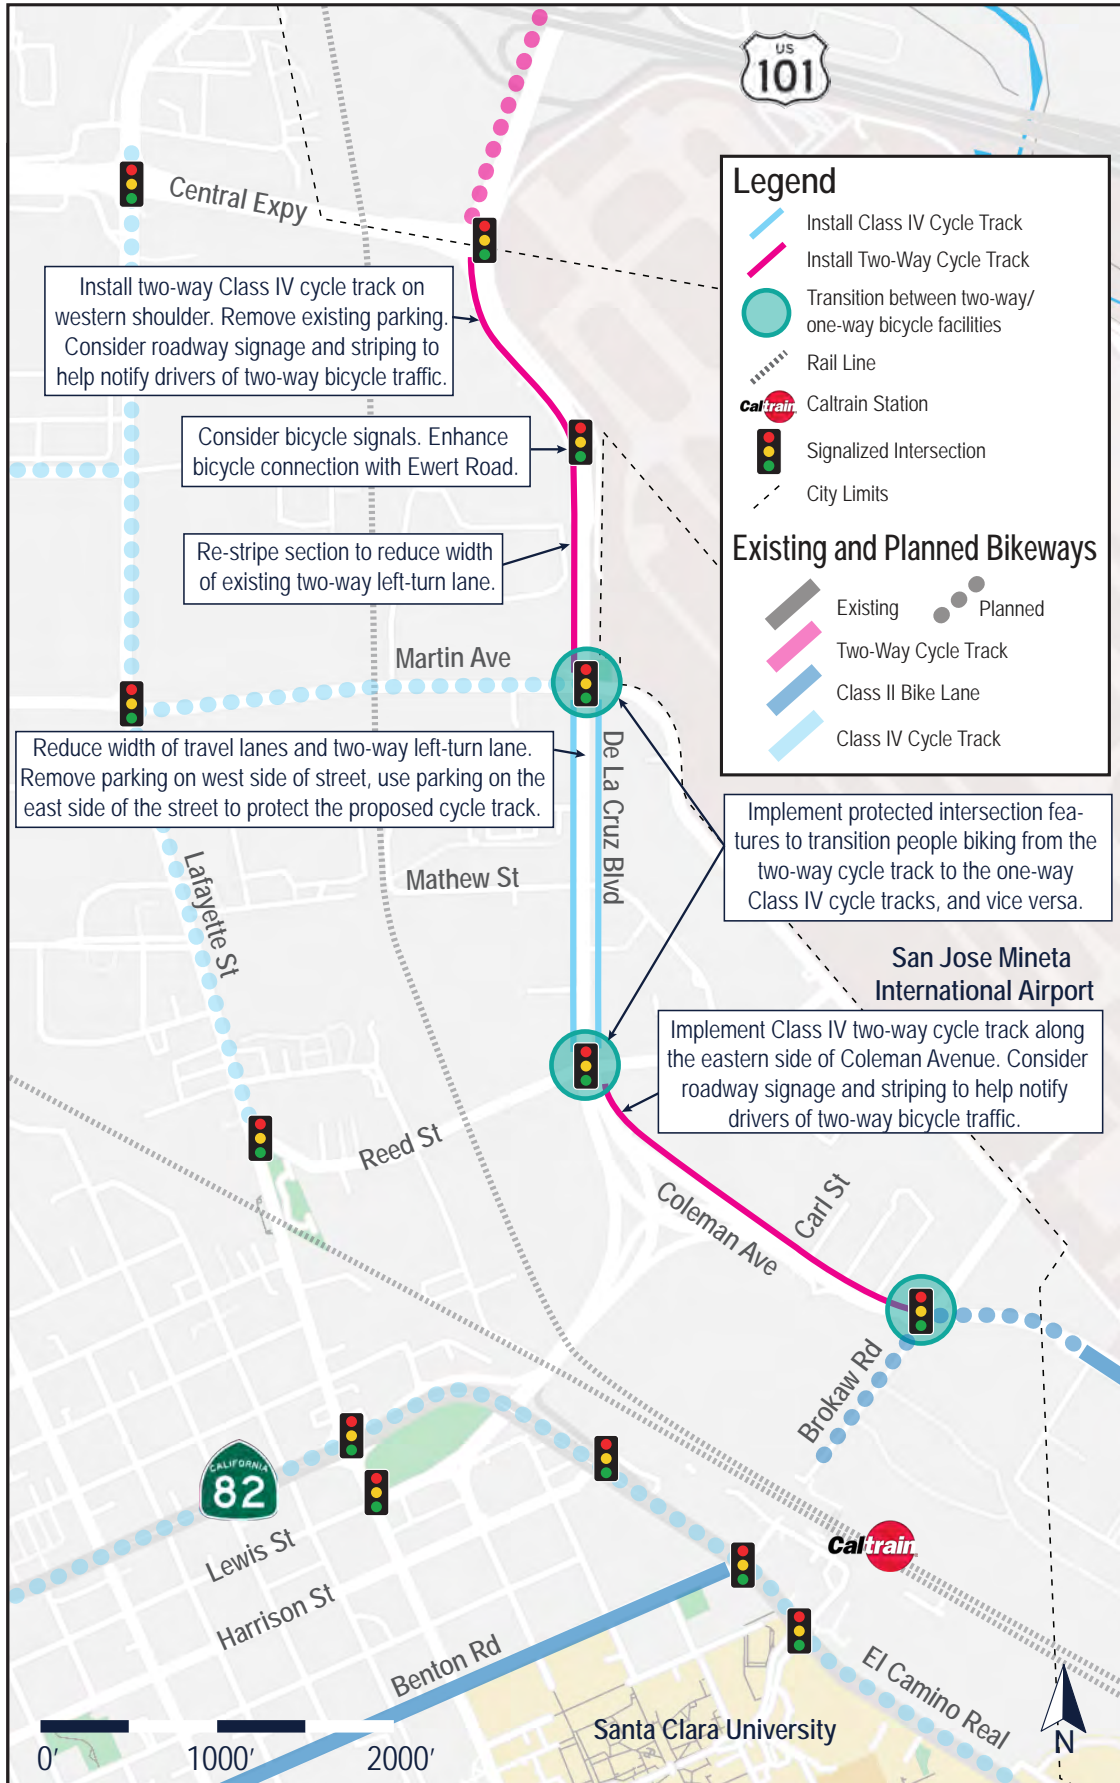 US
101
Central Expy
Legend
Install Class IV Cycle Track
Install Two-Way Cycle Track
Transition between two-way/
one-way bicycle facilities
Rail Line
Caltrain
Caltrain Station
Signalized Intersection
City Limits
Existing and Planned Bikeways
Existing
Planned
Two-Way Cycle Track
Class II Bike Lane
Class IV Cycle Track
Install two-way Class IV cycle track on
western shoulder. Remove existing parking.
Consider roadway signage and striping to
help notify drivers of two-way bicycle traffic.
Consider bicycle signals. Enhance
bicycle connection with Ewert Road.
Re-stripe section to reduce width
of existing two-way left-turn lane.
Martin Ave
Reduce width of travel lanes and two-way left-turn lane.
Remove parking on west side of street, use parking on the
east side of the street to protect the proposed cycle track.
De La Cruz Blvd
Implement protected intersection fea-
tures to transition people biking from the
two-way cycle track to the one-way
Class IV cycle tracks, and vice versa.
Lafayette St
Mathew St
San Jose Mineta
International Airport
Implement Class IV two-way cycle track along
the eastern side of Coleman Avenue. Consider
roadway signage and striping to help notify
drivers of two-way bicycle traffic.
Reed St
Coleman Ave
Carl St
Brokaw Rd
CALIFORNIA
82
Lewis St
Harrison St
Benton Rd
Caltrain
El Camino Real
Santa Clara University
N
0' 1000' 2000'